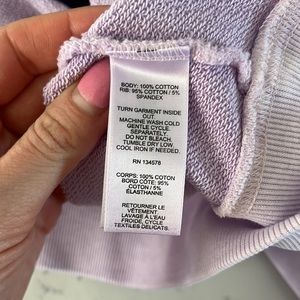 BODY: 100% COTTON
RIB: 95% COTTON / 5%
SPANDEX
TURN GARMENT INSIDE
OUT
MACHINE WASH COLD
GENTLE CYCLE.
SEPARATELY.
DO NOT BLEACH.
TUMBLE DRY LOW
COOL IRON IF NEEDED.
RN 134578
CORPS: 100% COTON
BORD CÔTE: 95%
COTON / 5%
ÉLASTHANNE
RETOURNER LE
VÊTEMENT
LAVAGE À L'EAU
FROIDE, CYCLE
TEXTILES DELICATS.